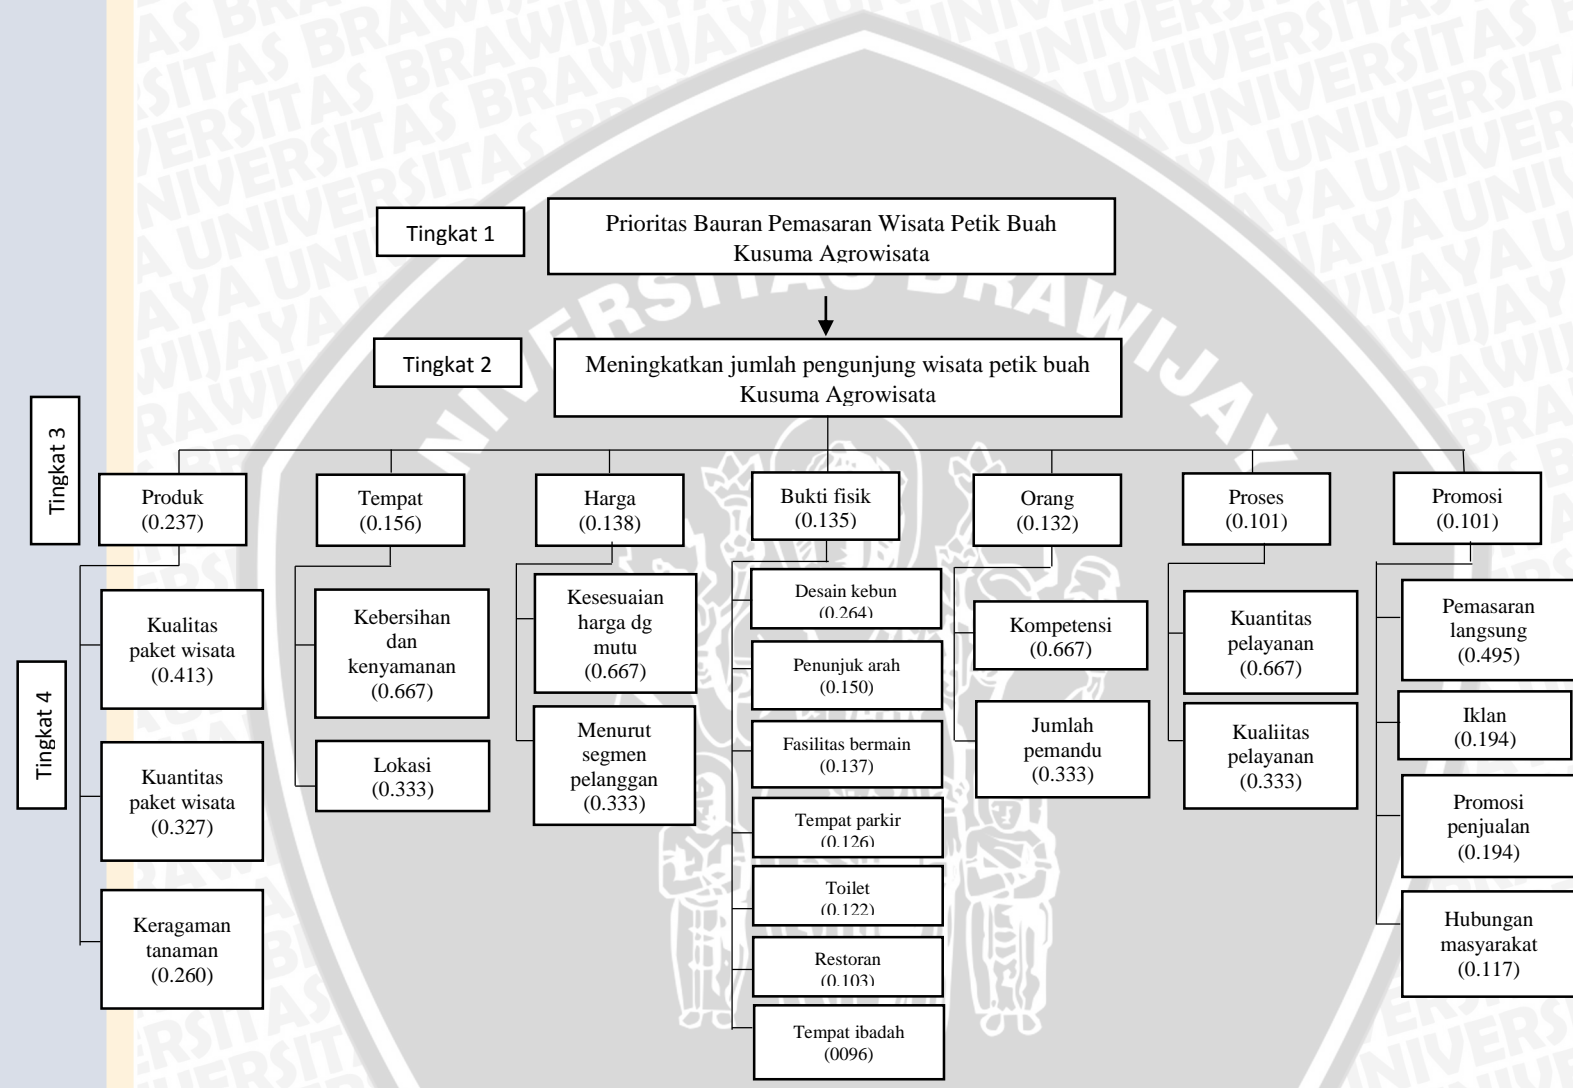 Tingkat 1
Prioritas Bauran Pemasaran Wisata Petik Buah
Kusuma Agrowisata
Tingkat 2
Meningkatkan jumlah pengunjung wisata petik buah
Kusuma Agrowisata
Tingkat 3
Produk
(0.237)
Tempat
(0.156)
Harga
(0.138)
Bukti fisik
(0.135)
Orang
(0.132)
Proses
(0.101)
Promosi
(0.101)
Tingkat 4
Kualitas
paket wisata
(0.413)
Kuantitas
paket wisata
(0.327)
Keragaman
tanaman
(0.260)
Kebersihan
dan
kenyamanan
(0.667)
Lokasi
(0.333)
Kesesuaian
harga dg
mutu
(0.667)
Menurut
segmen
pelanggan
(0.333)
Desain kebun
(0.264)
Penunjuk arah
(0.150)
Fasilitas bermain
(0.137)
Tempat parkir
(0.126)
Toilet
(0.122)
Restoran
(0.103)
Tempat ibadah
(0096)
Kompetensi
(0.667)
Jumlah
pemandu
(0.333)
Kuantitas
pelayanan
(0.667)
Kualiitas
pelayanan
(0.333)
Pemasaran
langsung
(0.495)
Iklan
(0.194)
Promosi
penjualan
(0.194)
Hubungan
masyarakat
(0.117)
NIVERSITAS BRAWIJAY